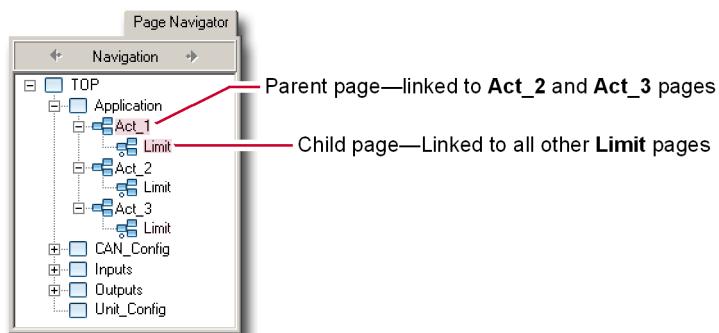 Page Navigator
Navigation
TOP
Application
Act_1
Limit
Act_2
Limit
Act_3
Limit
CAN_Config
Inputs
Outputs
Unit_Config
Parent page—linked to Act_2 and Act_3 pages
Child page—Linked to all other Limit pages